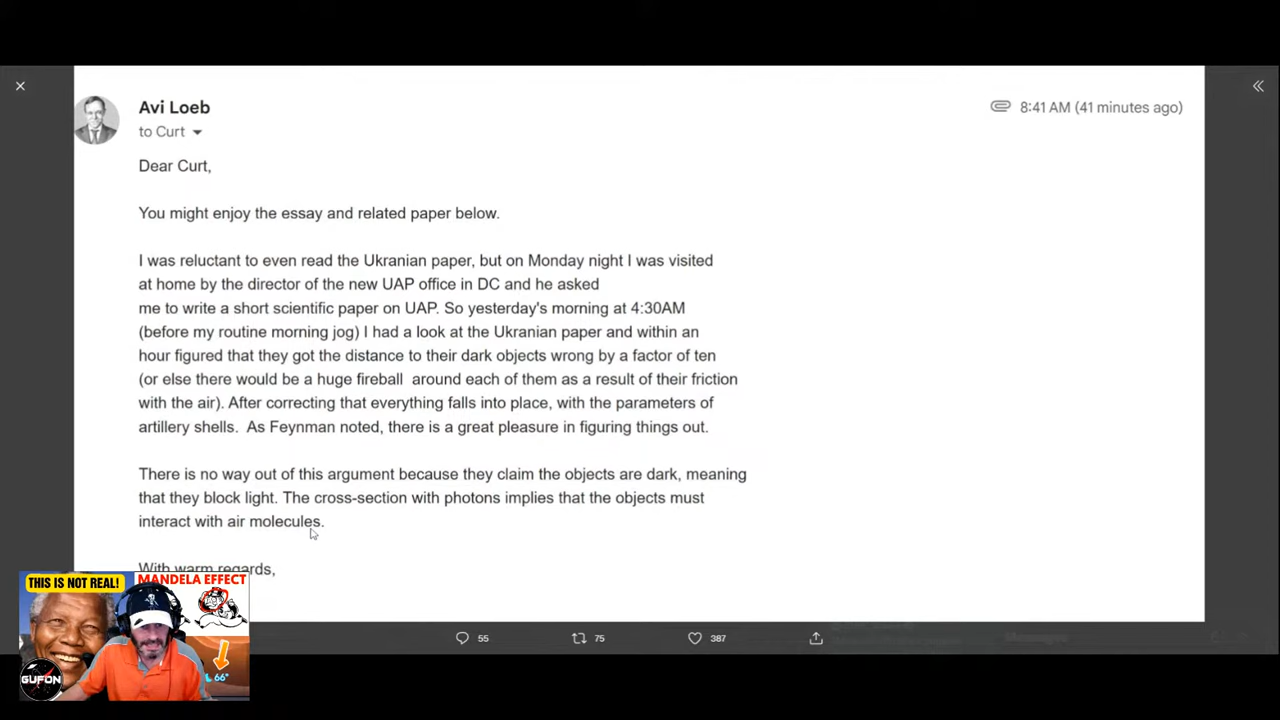 Avi Loeb
8:41 AM (41 minutes ago)
to Curt
Dear Curt,
You might enjoy the essay and related paper below.
I was reluctant to even read the Ukranian paper, but on Monday night I was visited
at home by the director of the new UAP office in DC and he asked
me to write a short scientific paper on UAP. So yesterday's morning at 4:30AM
(before my routine morning jog) I had a look at the Ukranian paper and within an
hour figured that they got the distance to their dark objects wrong by a factor of ten
(or else there would be a huge fireball  around each of them as a result of their friction
with the air). After correcting that everything falls into place, with the parameters of
artillery shells.  As Feynman noted, there is a great pleasure in figuring things out.
There is no way out of this argument because they claim the objects are dark, meaning
that they block light. The cross-section with photons implies that the objects must
interact with air molecules.
With warm regards,
THIS IS NOT REAL!
MANDELA EFFECT
66°
GUFON
55
75
387